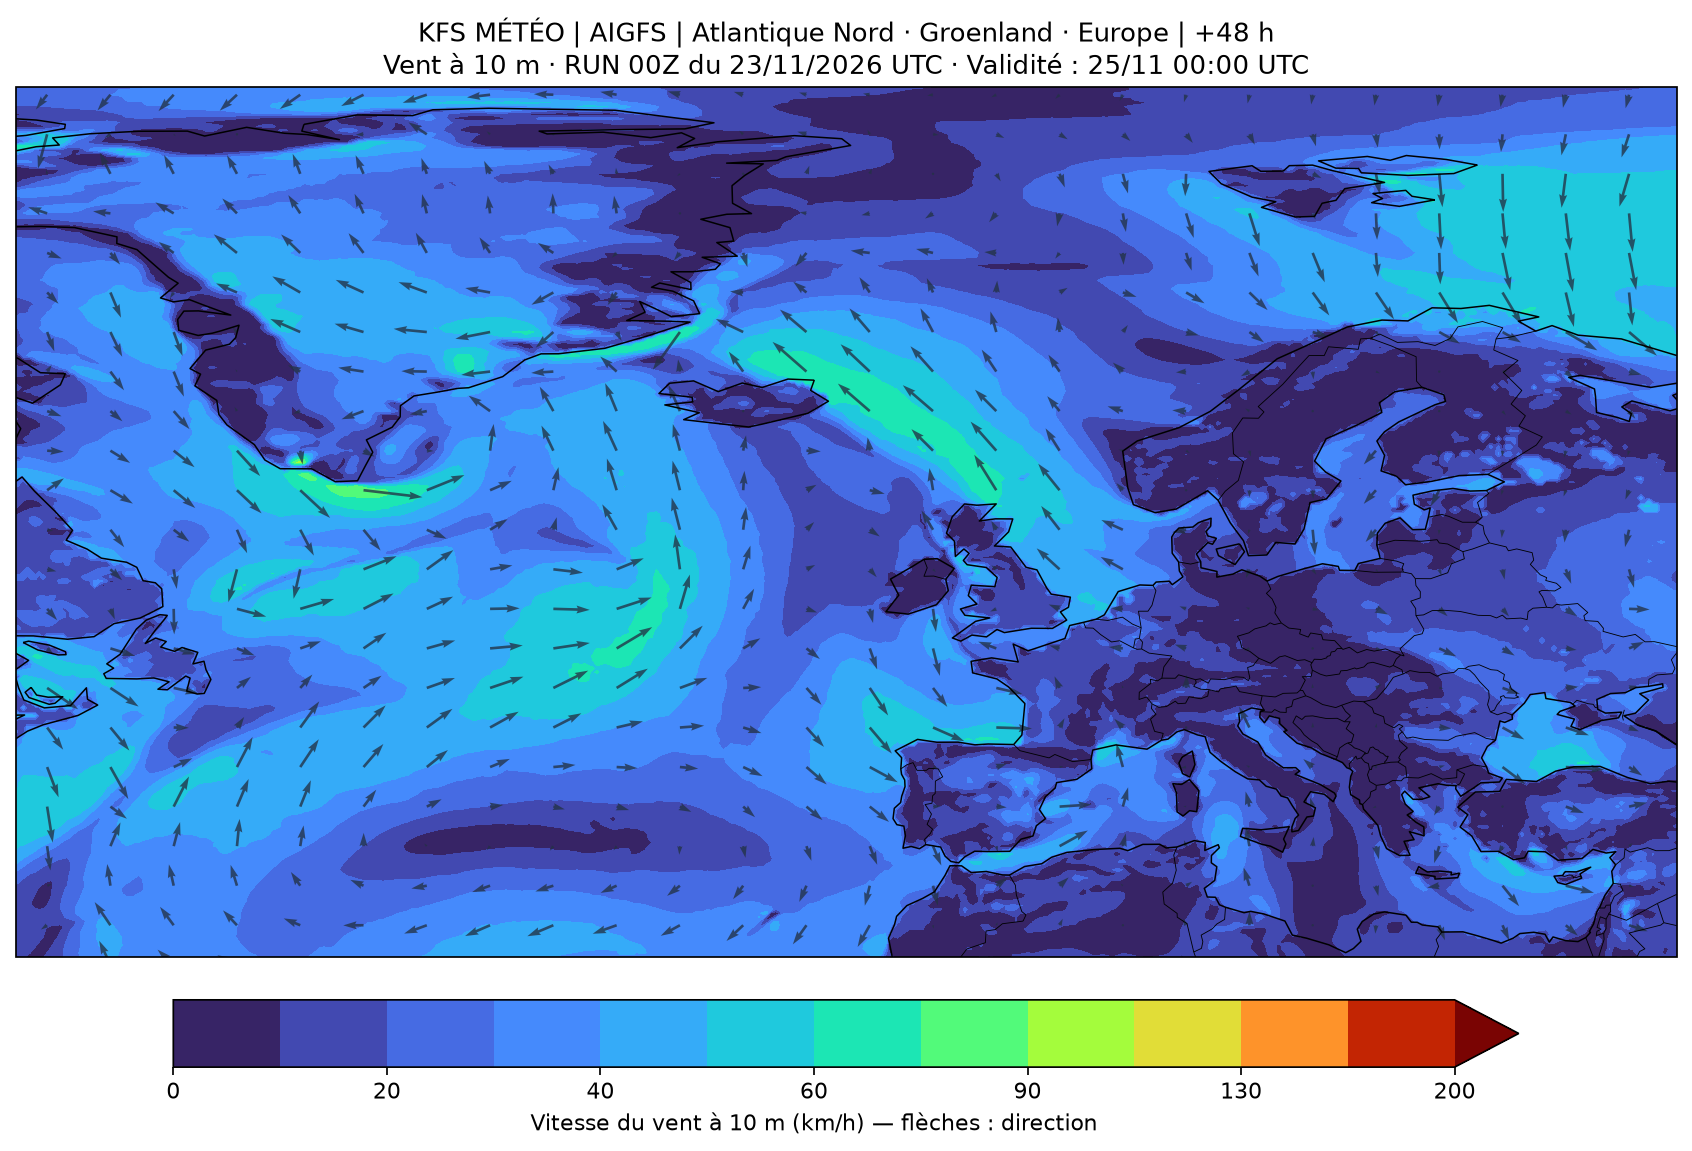 KFS MÉTÉO | AIGFS | Atlantique Nord · Groenland · Europe | +48 h
Vent à 10 m · RUN 00Z du 23/11/2026 UTC · Validité : 25/11 00:00 UTC
0 20 40 60 90 130 200
Vitesse du vent à 10 m (km/h) — flèches : direction